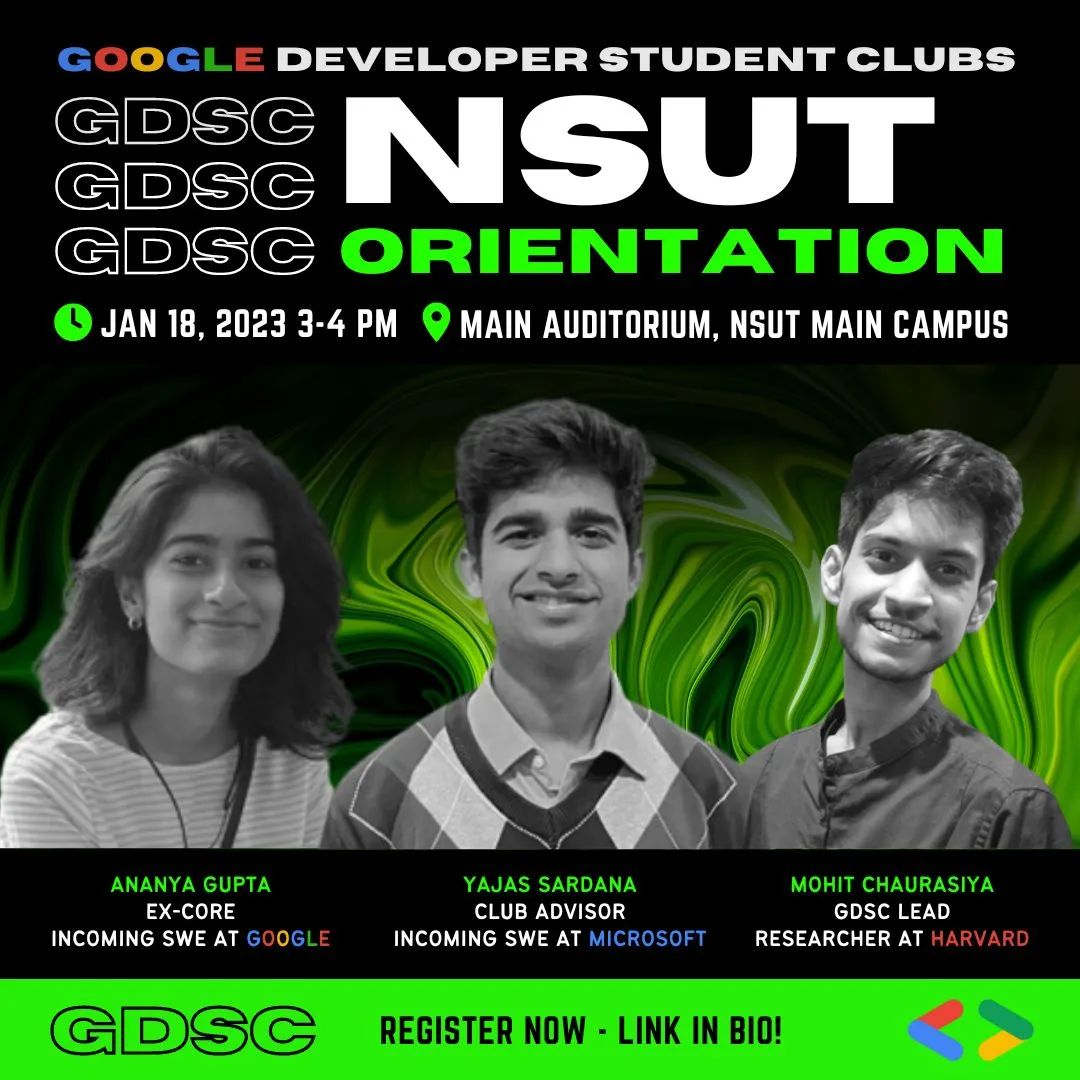 GOOGLE DEVELOPER STUDENT CLUBS
GDSC NSUT
GDSC
GDSC ORIENTATION
JAN 18, 2023 3-4 PM MAIN AUDITORIUM, NSUT MAIN CAMPUS
ANANYA GUPTA
EX-CORE
INCOMING SWE AT GOOGLE
YAJAS SARDANA
CLUB ADVISOR
INCOMING SWE AT MICROSOFT
MOHIT CHAURASIYA
GDSC LEAD
RESEARCHER AT HARVARD
GDSC REGISTER NOW - LINK IN BIO!